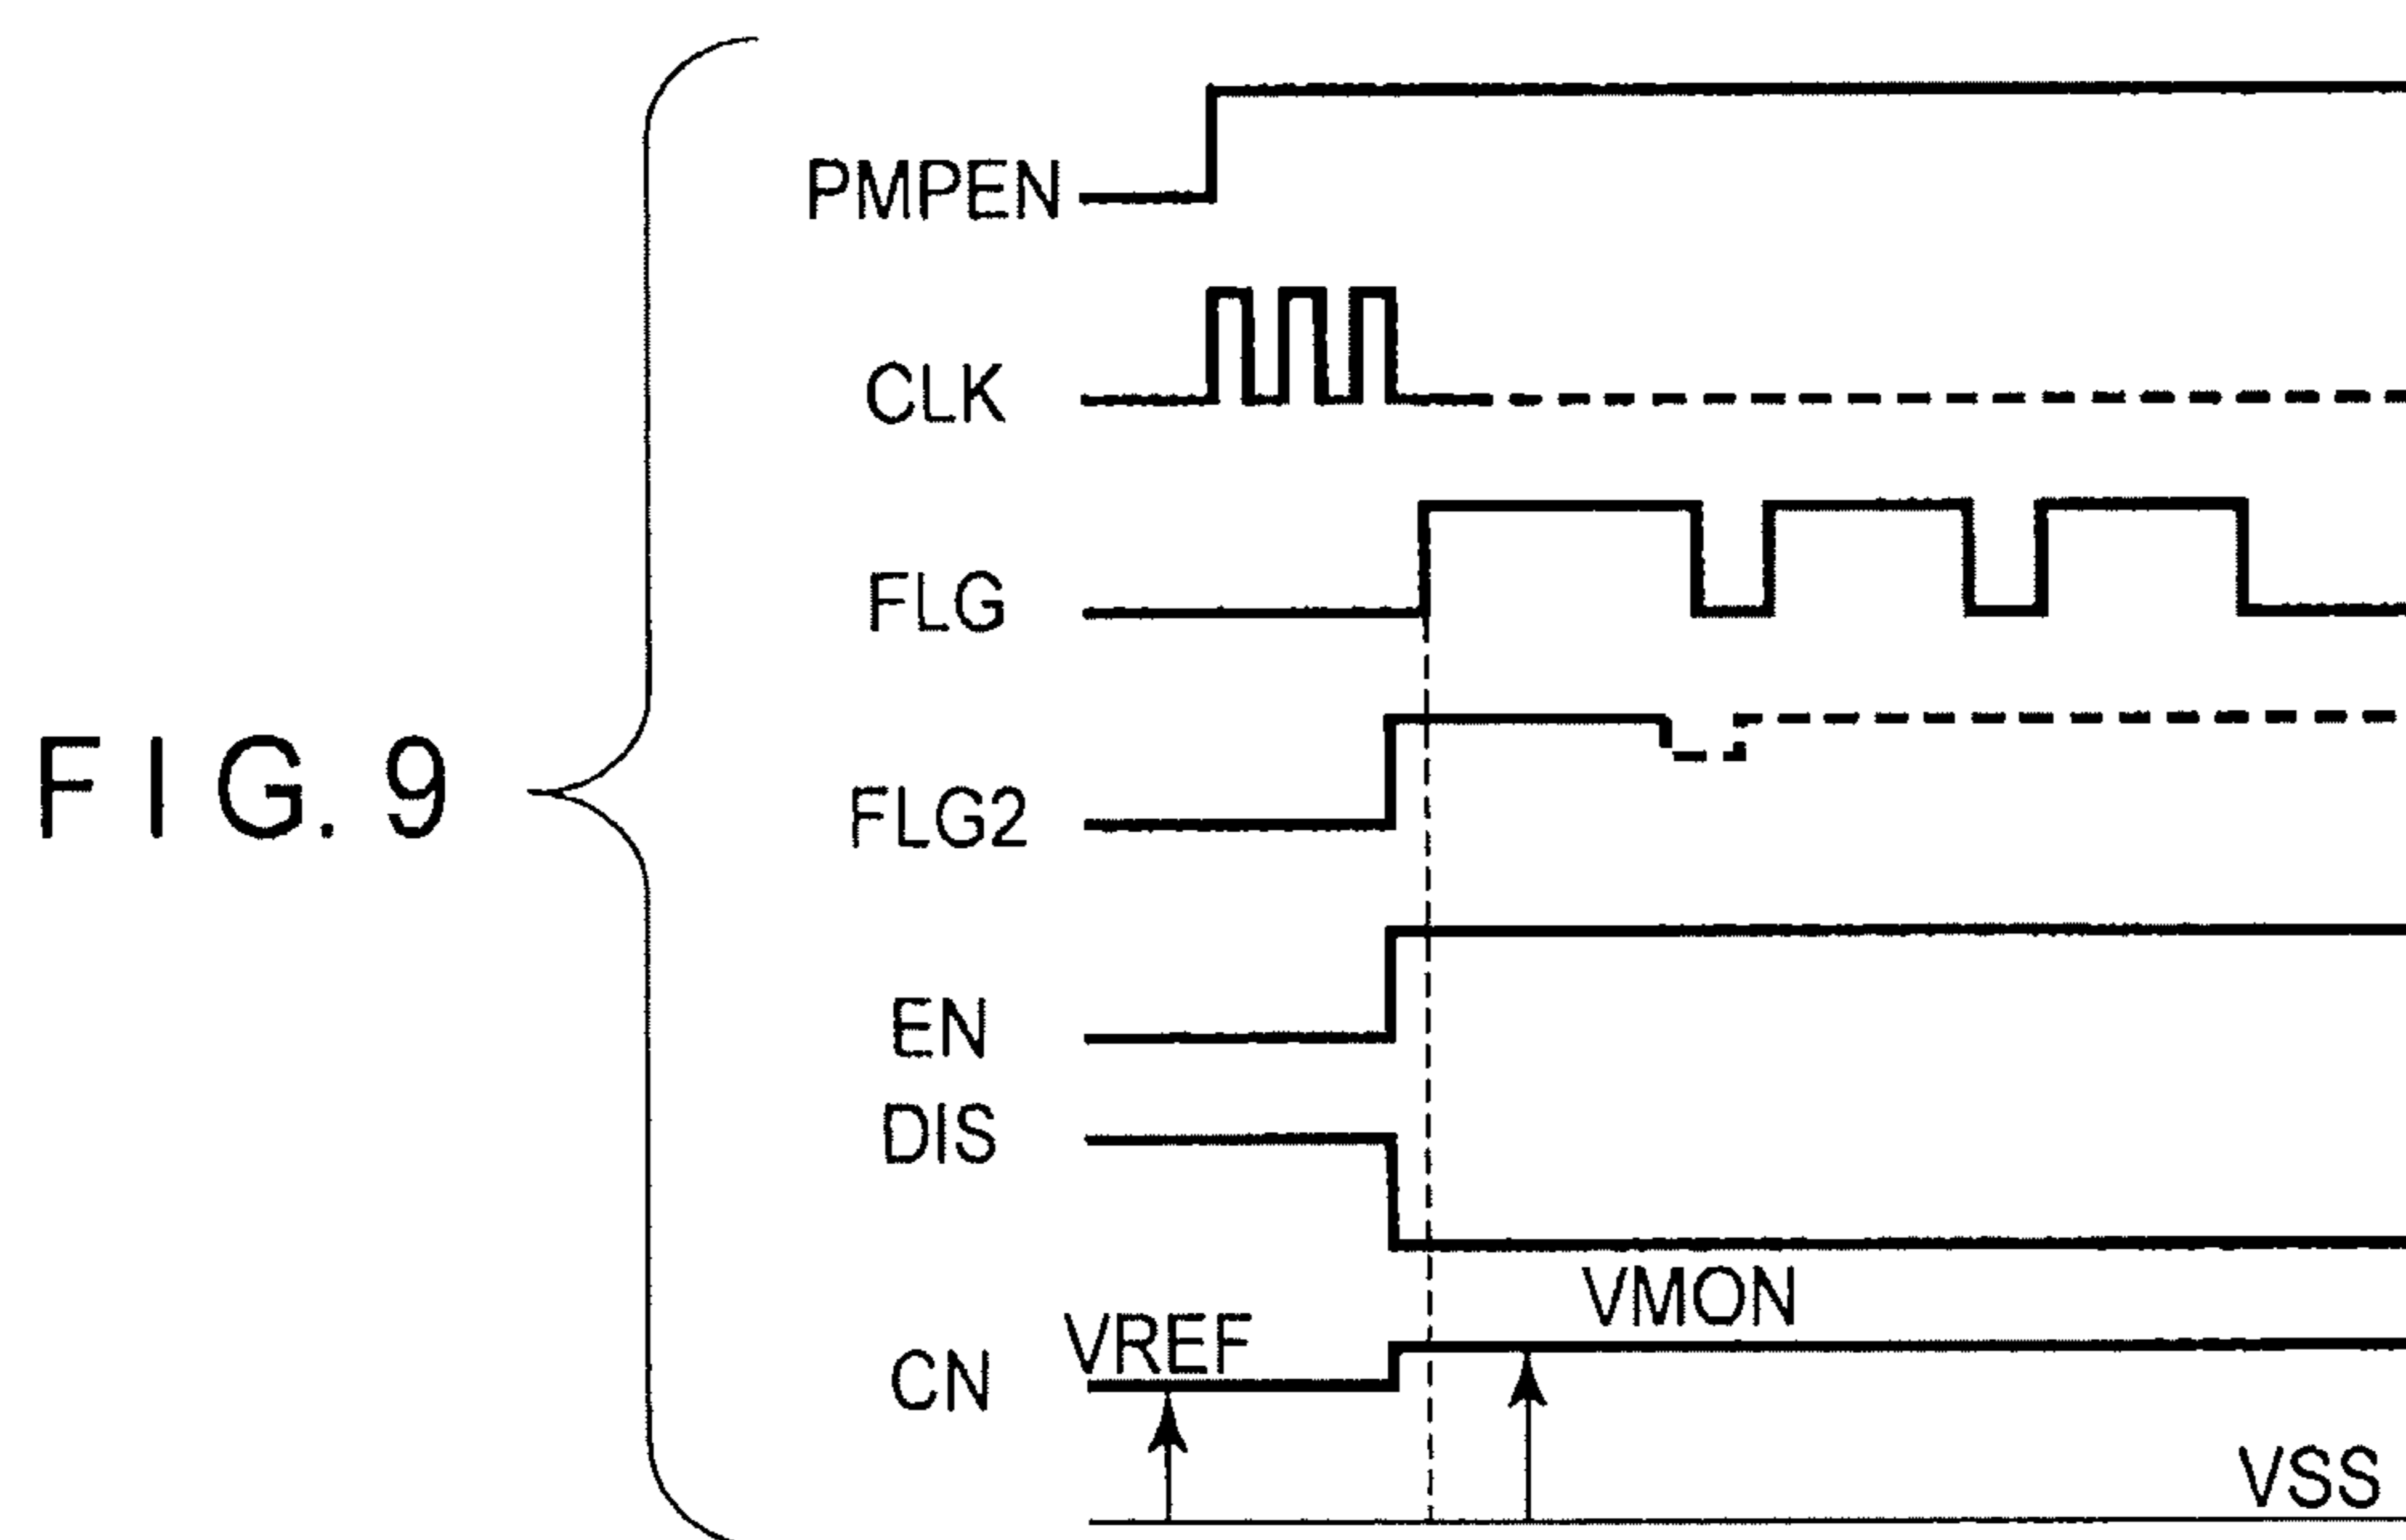 FIG. 9
PMPEN
CLK
FLG
FLG2
EN
DIS
CN
VREF
VMON
VSS